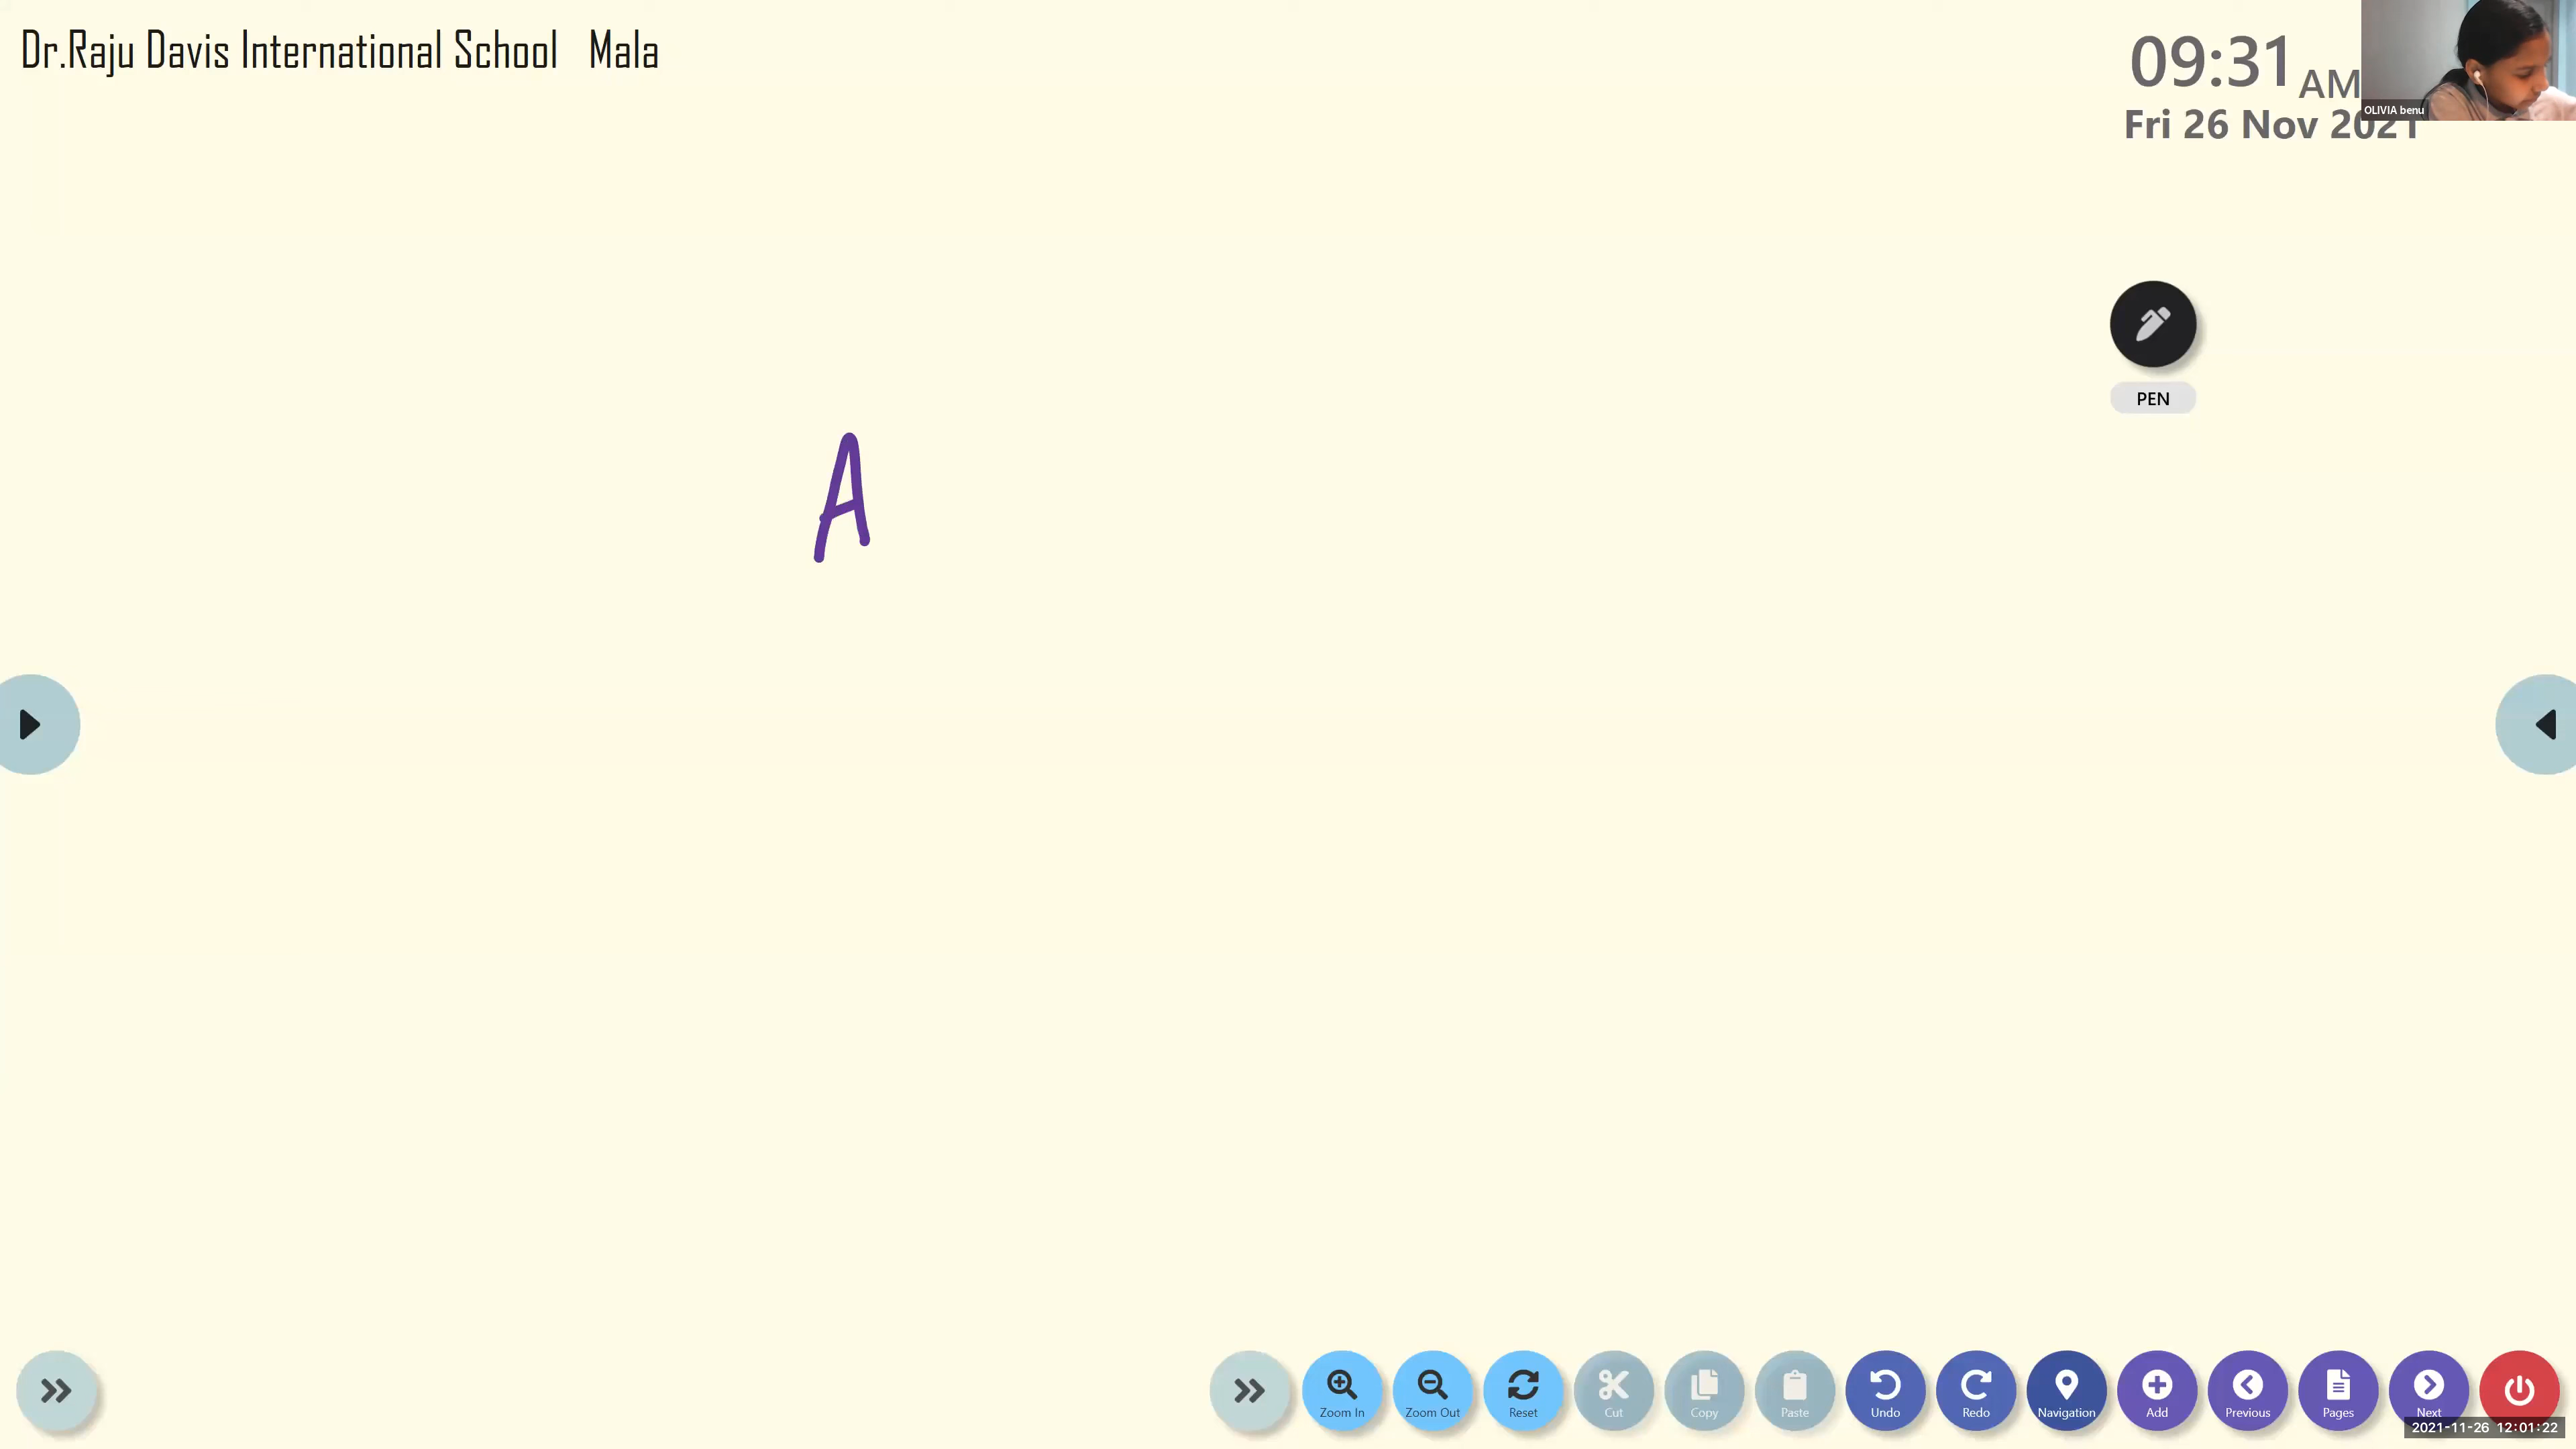 Dr.Raju Davis International School Mala
09:31 AM
Fri 26 Nov 2021
OLIVIA benu
PEN
A
Zoom In Zoom Out Reset Cut Copy Paste Undo Redo Navigation Add Previous Pages Next
2021-11-26 12:01:22